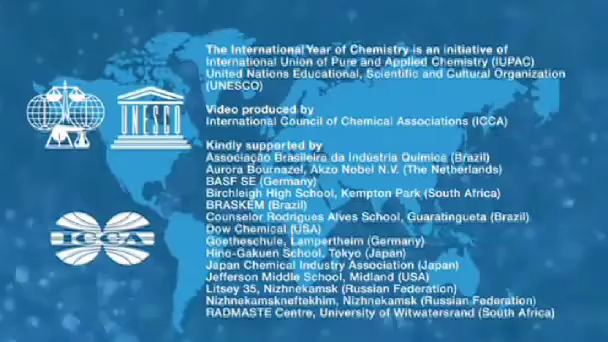 The International Year of Chemistry is an initiative of
International Union of Pure and Applied Chemistry (IUPAC)
United Nations Educational, Scientific and Cultural Organization
(UNESCO)
Video produced by
International Council of Chemical Associations (ICCA)
Kindly supported by
Associação Brasileira da Indústria Química (Brazil)
Aurora Bournazel, Akzo Nobel N.V. (The Netherlands)
BASF SE (Germany)
Birchleigh High School, Kempton Park (South Africa)
BRASKEM (Brazil)
Counselor Rodrigues Alves School, Guaratingueta (Brazil)
Dow Chemical (USA)
Goetheschule, Lampertheim (Germany)
Hino-Gakuen School, Tokyo (Japan)
Japan Chemical Industry Association (Japan)
Jefferson Middle School, Midland (USA)
Litsey 35, Nizhnekamsk (Russian Federation)
Nizhnekamskneftekhim, Nizhnekamsk (Russian Federation)
RADMASTE Centre, University of Witwatersrand (South Africa)
UNESCO
ICCA